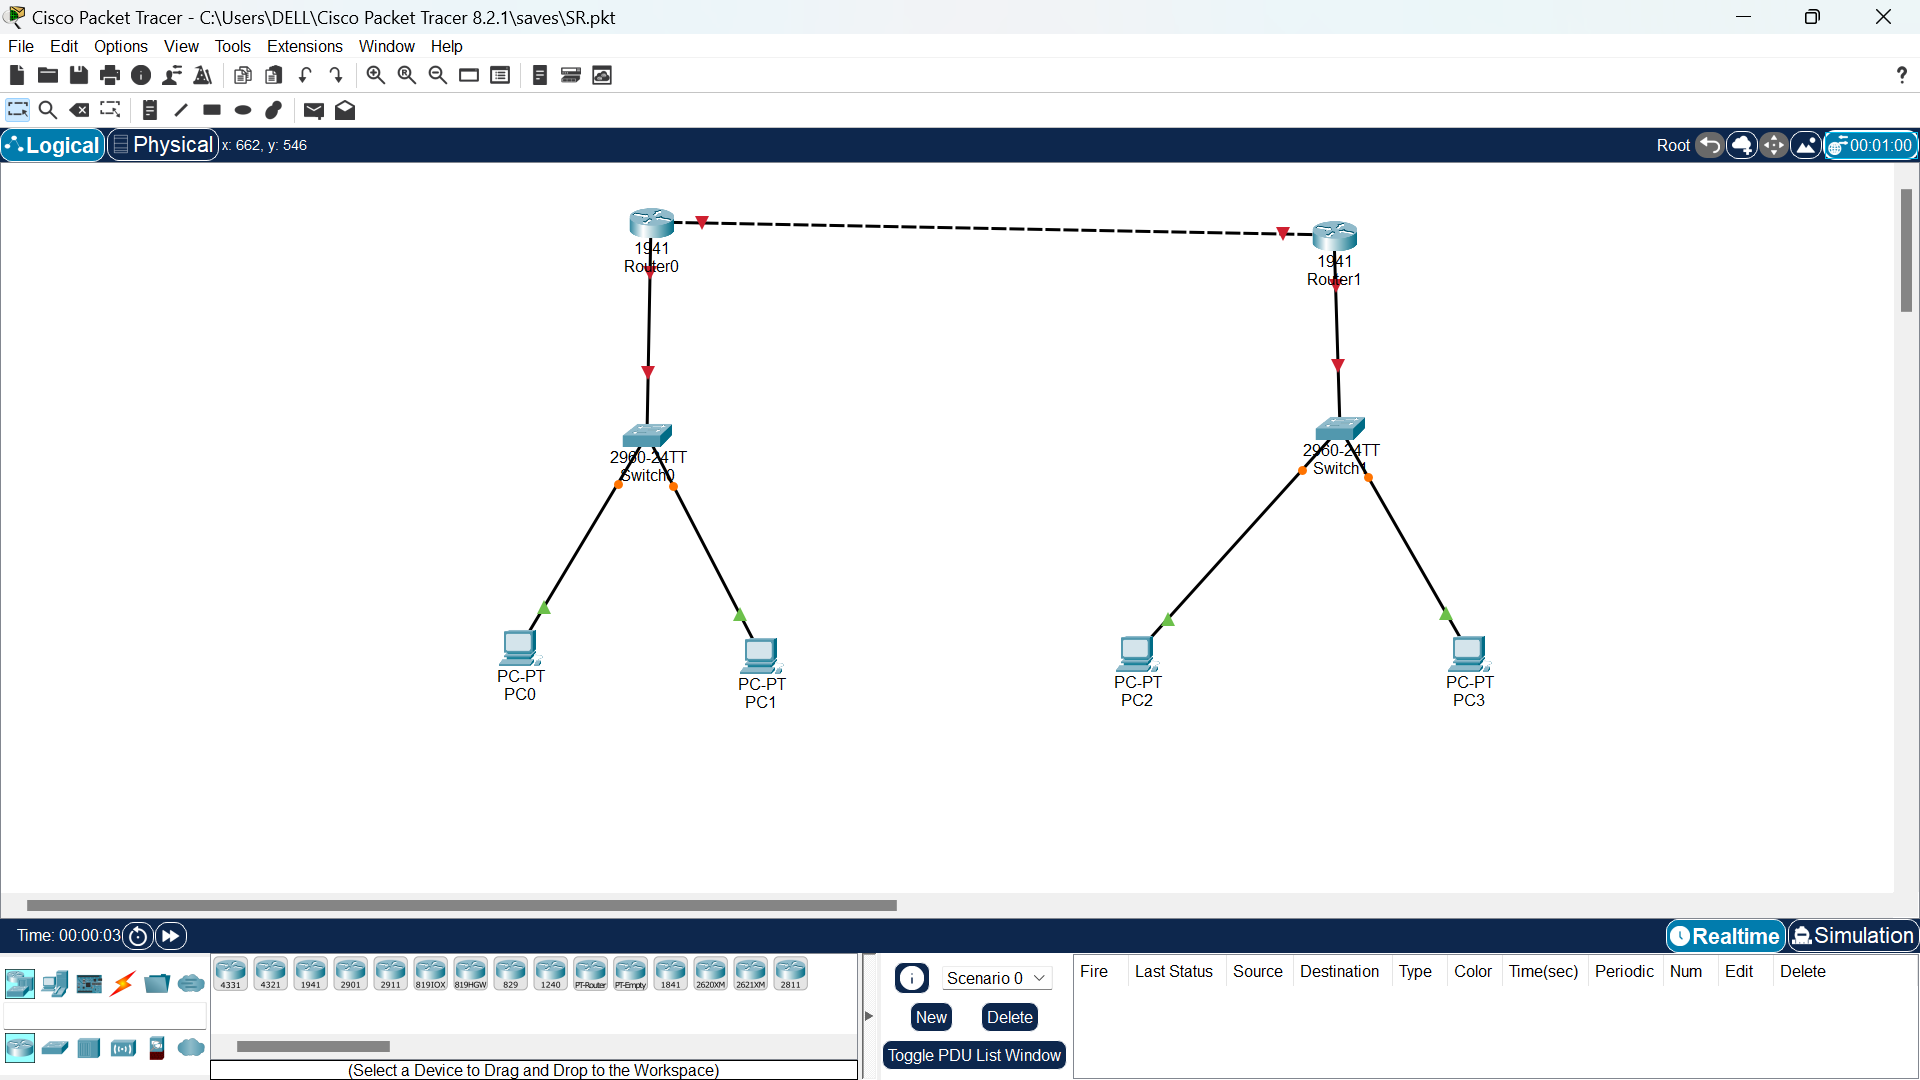 Cisco Packet Tracer - C:\Users\DELL\Cisco Packet Tracer 8.2.1\saves\SR.pkt
File Edit Options View Tools Extensions Window Help
?
Logical Physical x: 662, y: 546 Root 00:01:00
1941
Router0
1941
Router1
2960-24TT
Switch0
2960-24TT
Switch1
PC-PT
PC0
PC-PT
PC1
PC-PT
PC2
PC-PT
PC3
Time: 00:00:03 Realtime Simulation
4331 4321 1941 2901 2911 819IOX 819HGW 829 1240 PT-Router PT-Empty 1841 2620XM 2621XM 2811
(Select a Device to Drag and Drop to the Workspace)
Scenario 0
New Delete
Toggle PDU List Window
Fire Last Status Source Destination Type Color Time(sec) Periodic Num Edit Delete